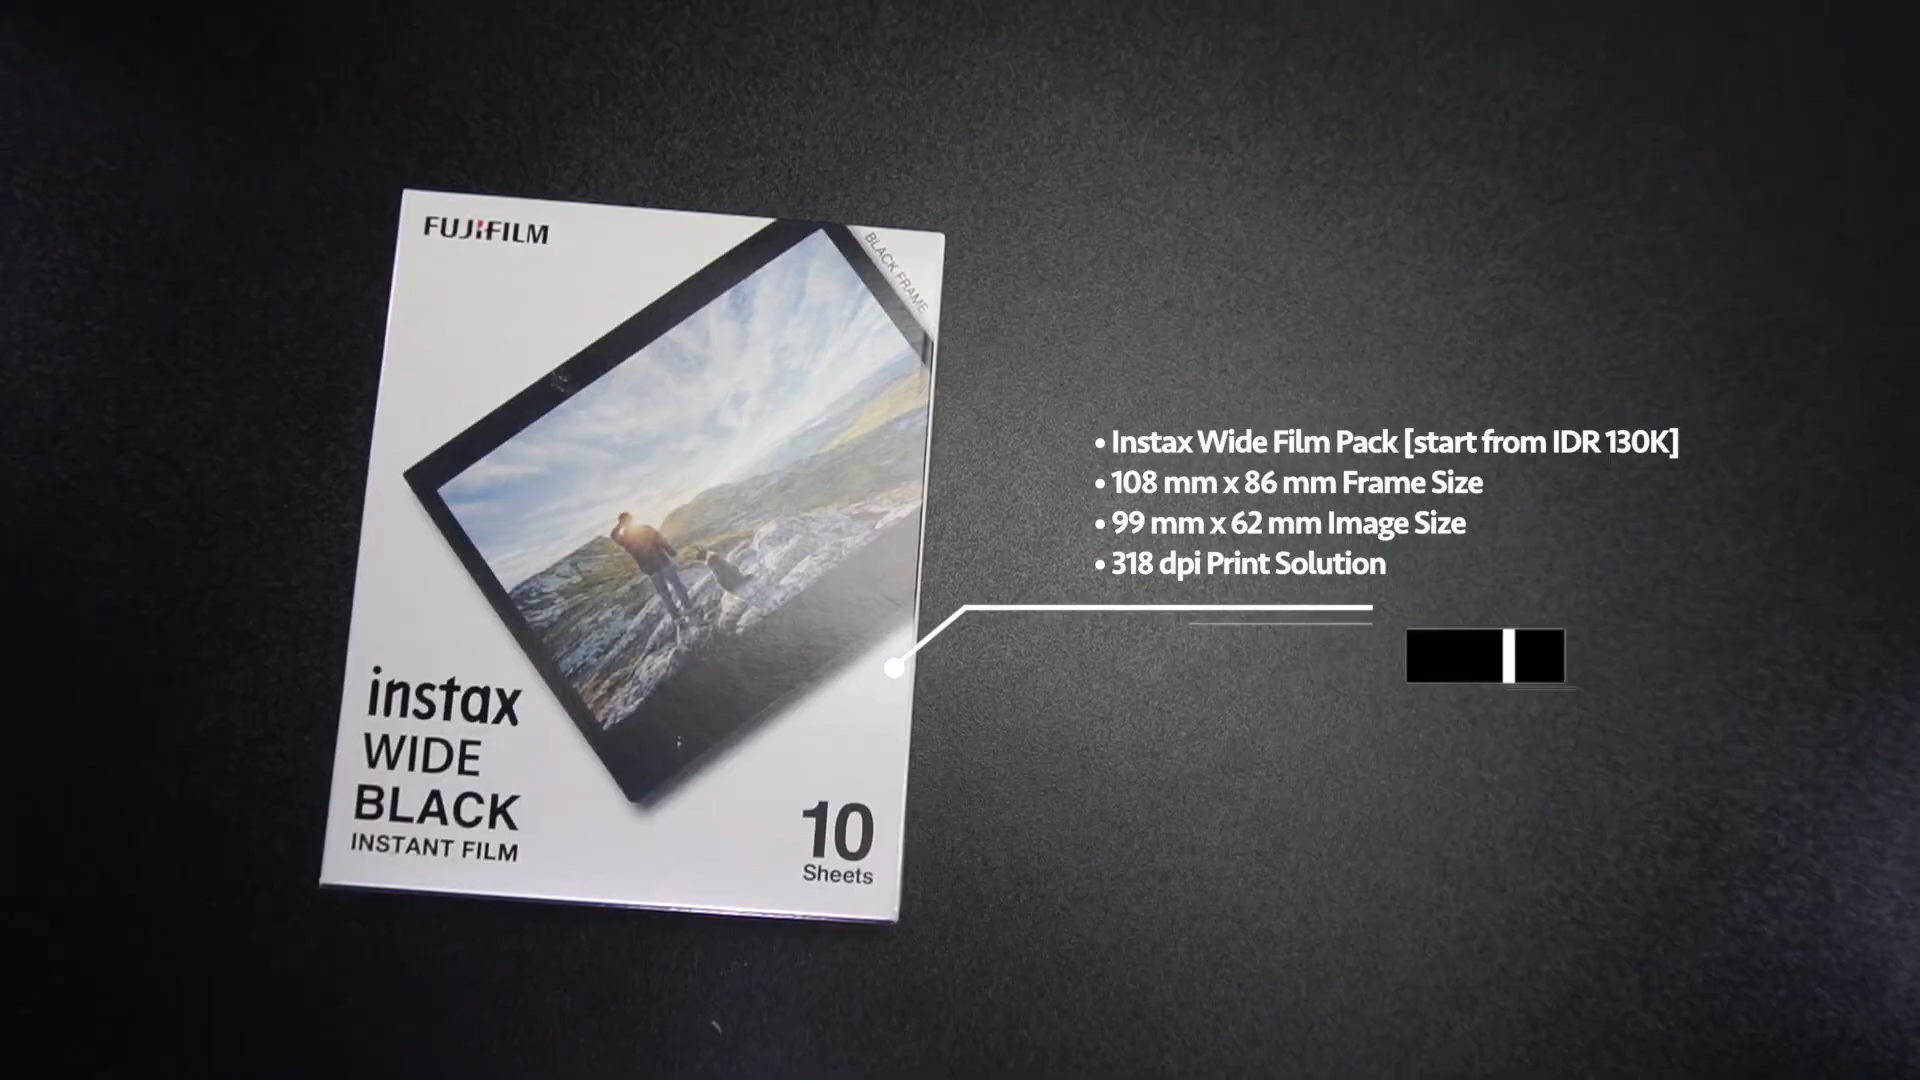 FUJIFILM
BLACK FRAME
• Instax Wide Film Pack [start from IDR 130K]
• 108 mm x 86 mm Frame Size
• 99 mm x 62 mm Image Size
• 318 dpi Print Solution
instax
WIDE
BLACK
INSTANT FILM
10
Sheets